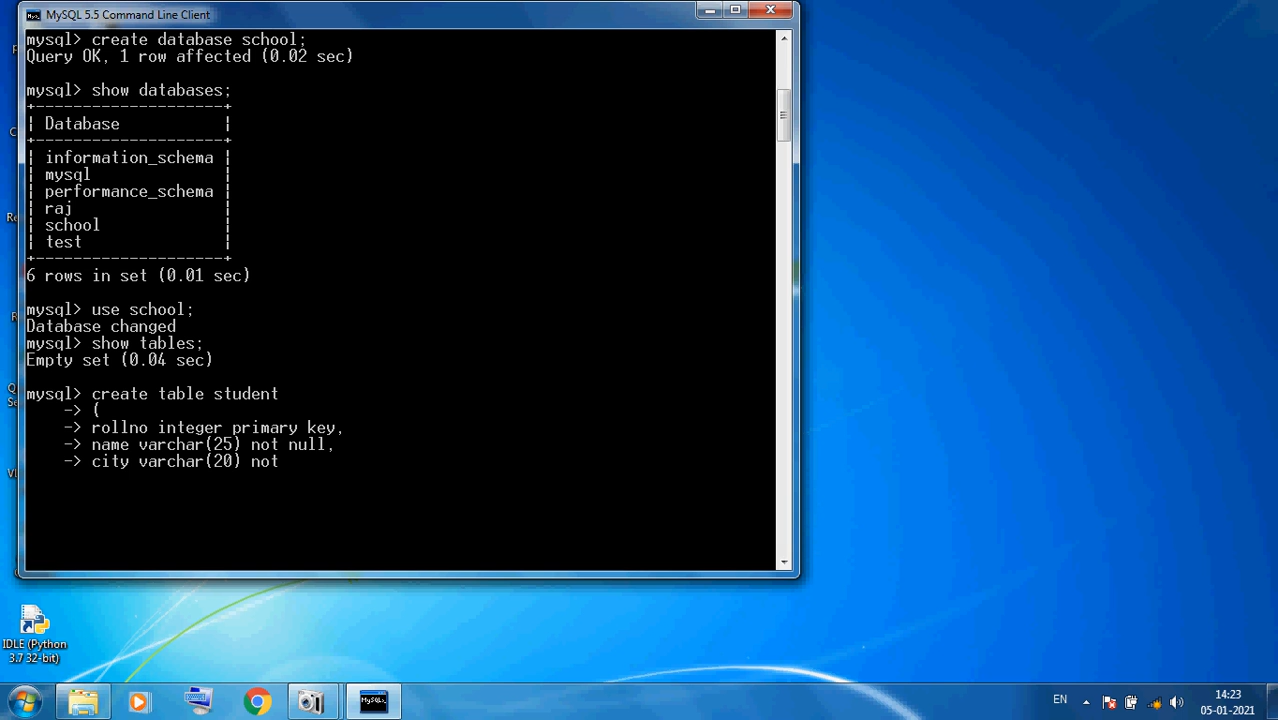 MySQL 5.5 Command Line Client
mysql> create database school;
Query OK, 1 row affected (0.02 sec)
mysql> show databases;
+--------------------+
| Database           |
+--------------------+
| information_schema |
| mysql              |
| performance_schema |
| raj                |
| school             |
| test               |
+--------------------+
6 rows in set (0.01 sec)
mysql> use school;
Database changed
mysql> show tables;
Empty set (0.04 sec)
mysql> create table student
    -> (
    -> rollno integer primary key,
    -> name varchar(25) not null,
    -> city varchar(20) not
IDLE (Python
3.7 32-bit)
EN
14:23
05-01-2021